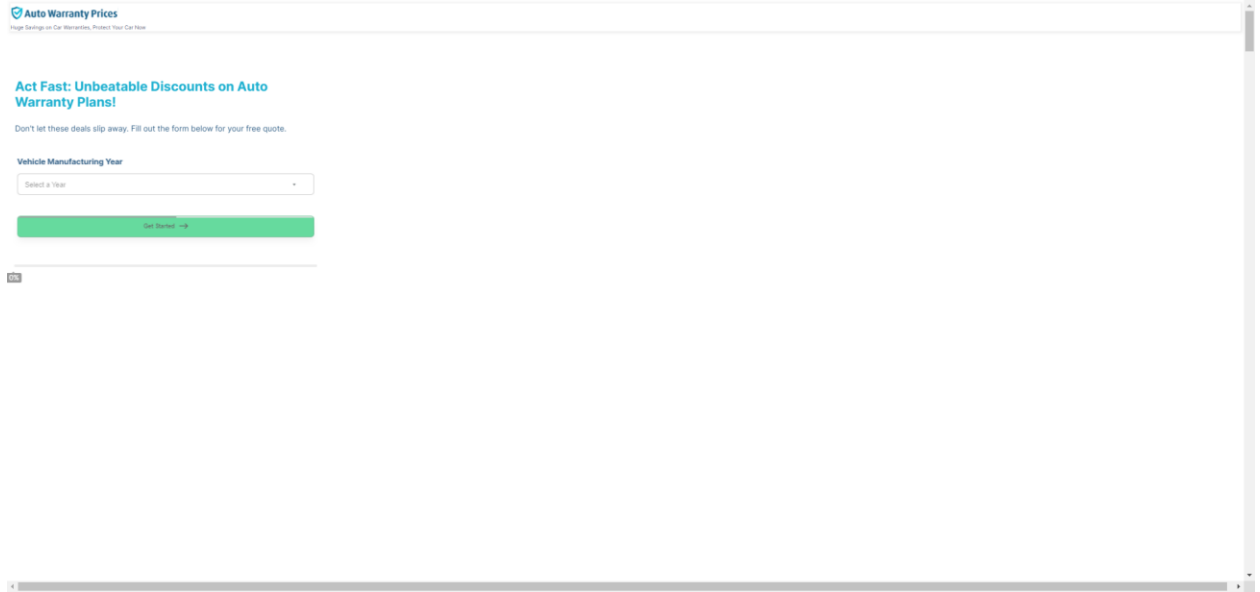 Auto Warranty Prices
Huge Savings on Car Warranties, Protect Your Car Now
Act Fast: Unbeatable Discounts on Auto
Warranty Plans!
Don't let these deals slip away. Fill out the form below for your free quote.
Vehicle Manufacturing Year
Select a Year
Get Started
0%